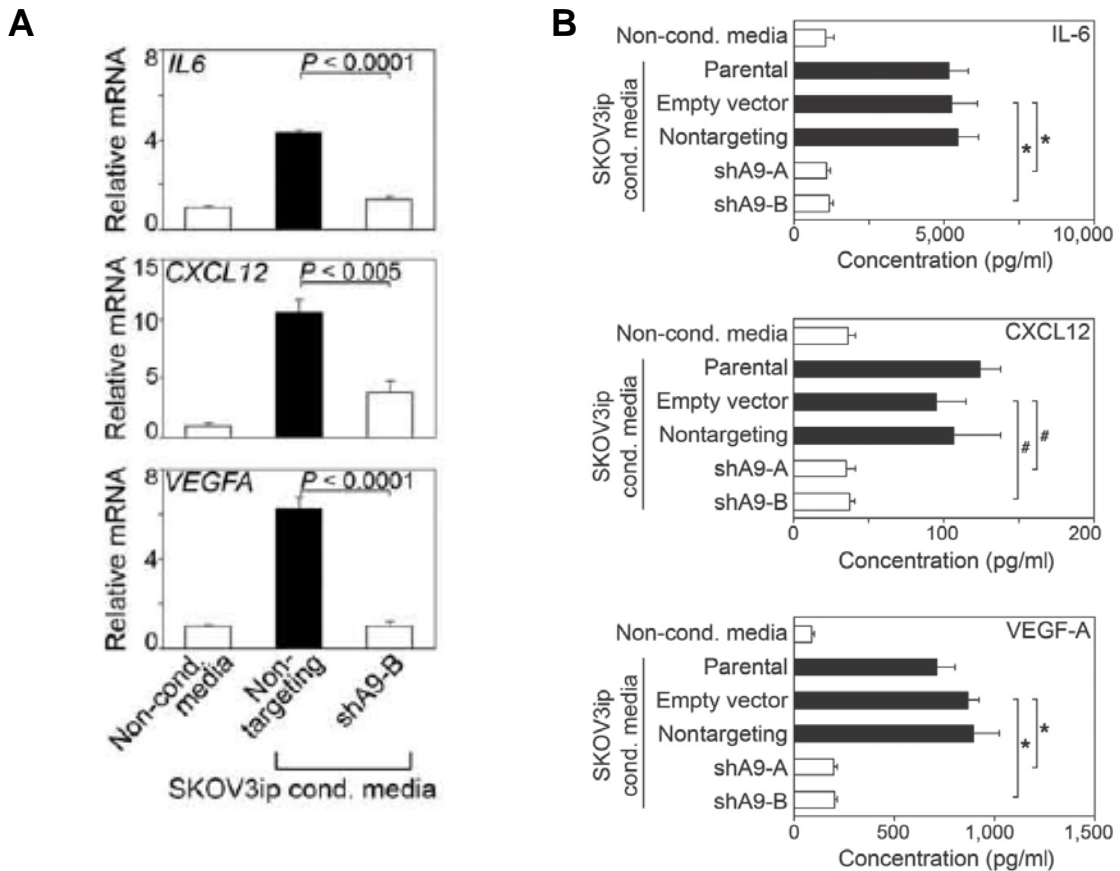 A
8
IL6
P < 0.0001
4
0
Relative mRNA
15
CXCL12
P < 0.005
10
5
0
Relative mRNA
8
VEGFA
P < 0.0001
4
0
Relative mRNA
Non-cond.
media
Non-
targeting
shA9-B
SKOV3ip cond. media
B
IL-6
Non-cond. media
Parental
Empty vector
Nontargeting
shA9-A
shA9-B
SKOV3ip
cond. media
*
*
0
5,000
10,000
Concentration (pg/ml)
CXCL12
Non-cond. media
Parental
Empty vector
Nontargeting
shA9-A
shA9-B
SKOV3ip
cond. media
#
#
0
100
200
Concentration (pg/ml)
VEGF-A
Non-cond. media
Parental
Empty vector
Nontargeting
shA9-A
shA9-B
SKOV3ip
cond. media
*
*
0
500
1,000
1,500
Concentration (pg/ml)